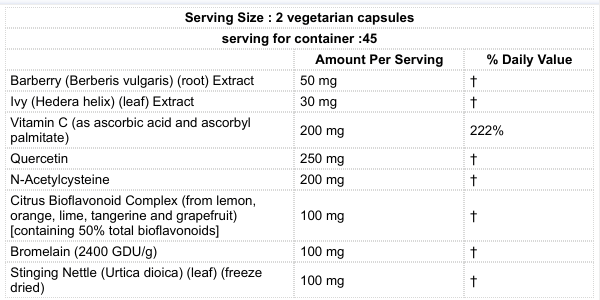 Serving Size : 2 vegetarian capsules
serving for container :45
Amount Per Serving % Daily Value
Barberry (Berberis vulgaris) (root) Extract 50 mg †
Ivy (Hedera helix) (leaf) Extract 30 mg †
Vitamin C (as ascorbic acid and ascorbyl
palmitate) 200 mg 222%
Quercetin 250 mg †
N-Acetylcysteine 200 mg †
Citrus Bioflavonoid Complex (from lemon,
orange, lime, tangerine and grapefruit)
[containing 50% total bioflavonoids] 100 mg †
Bromelain (2400 GDU/g) 100 mg †
Stinging Nettle (Urtica dioica) (leaf) (freeze
dried) 100 mg †